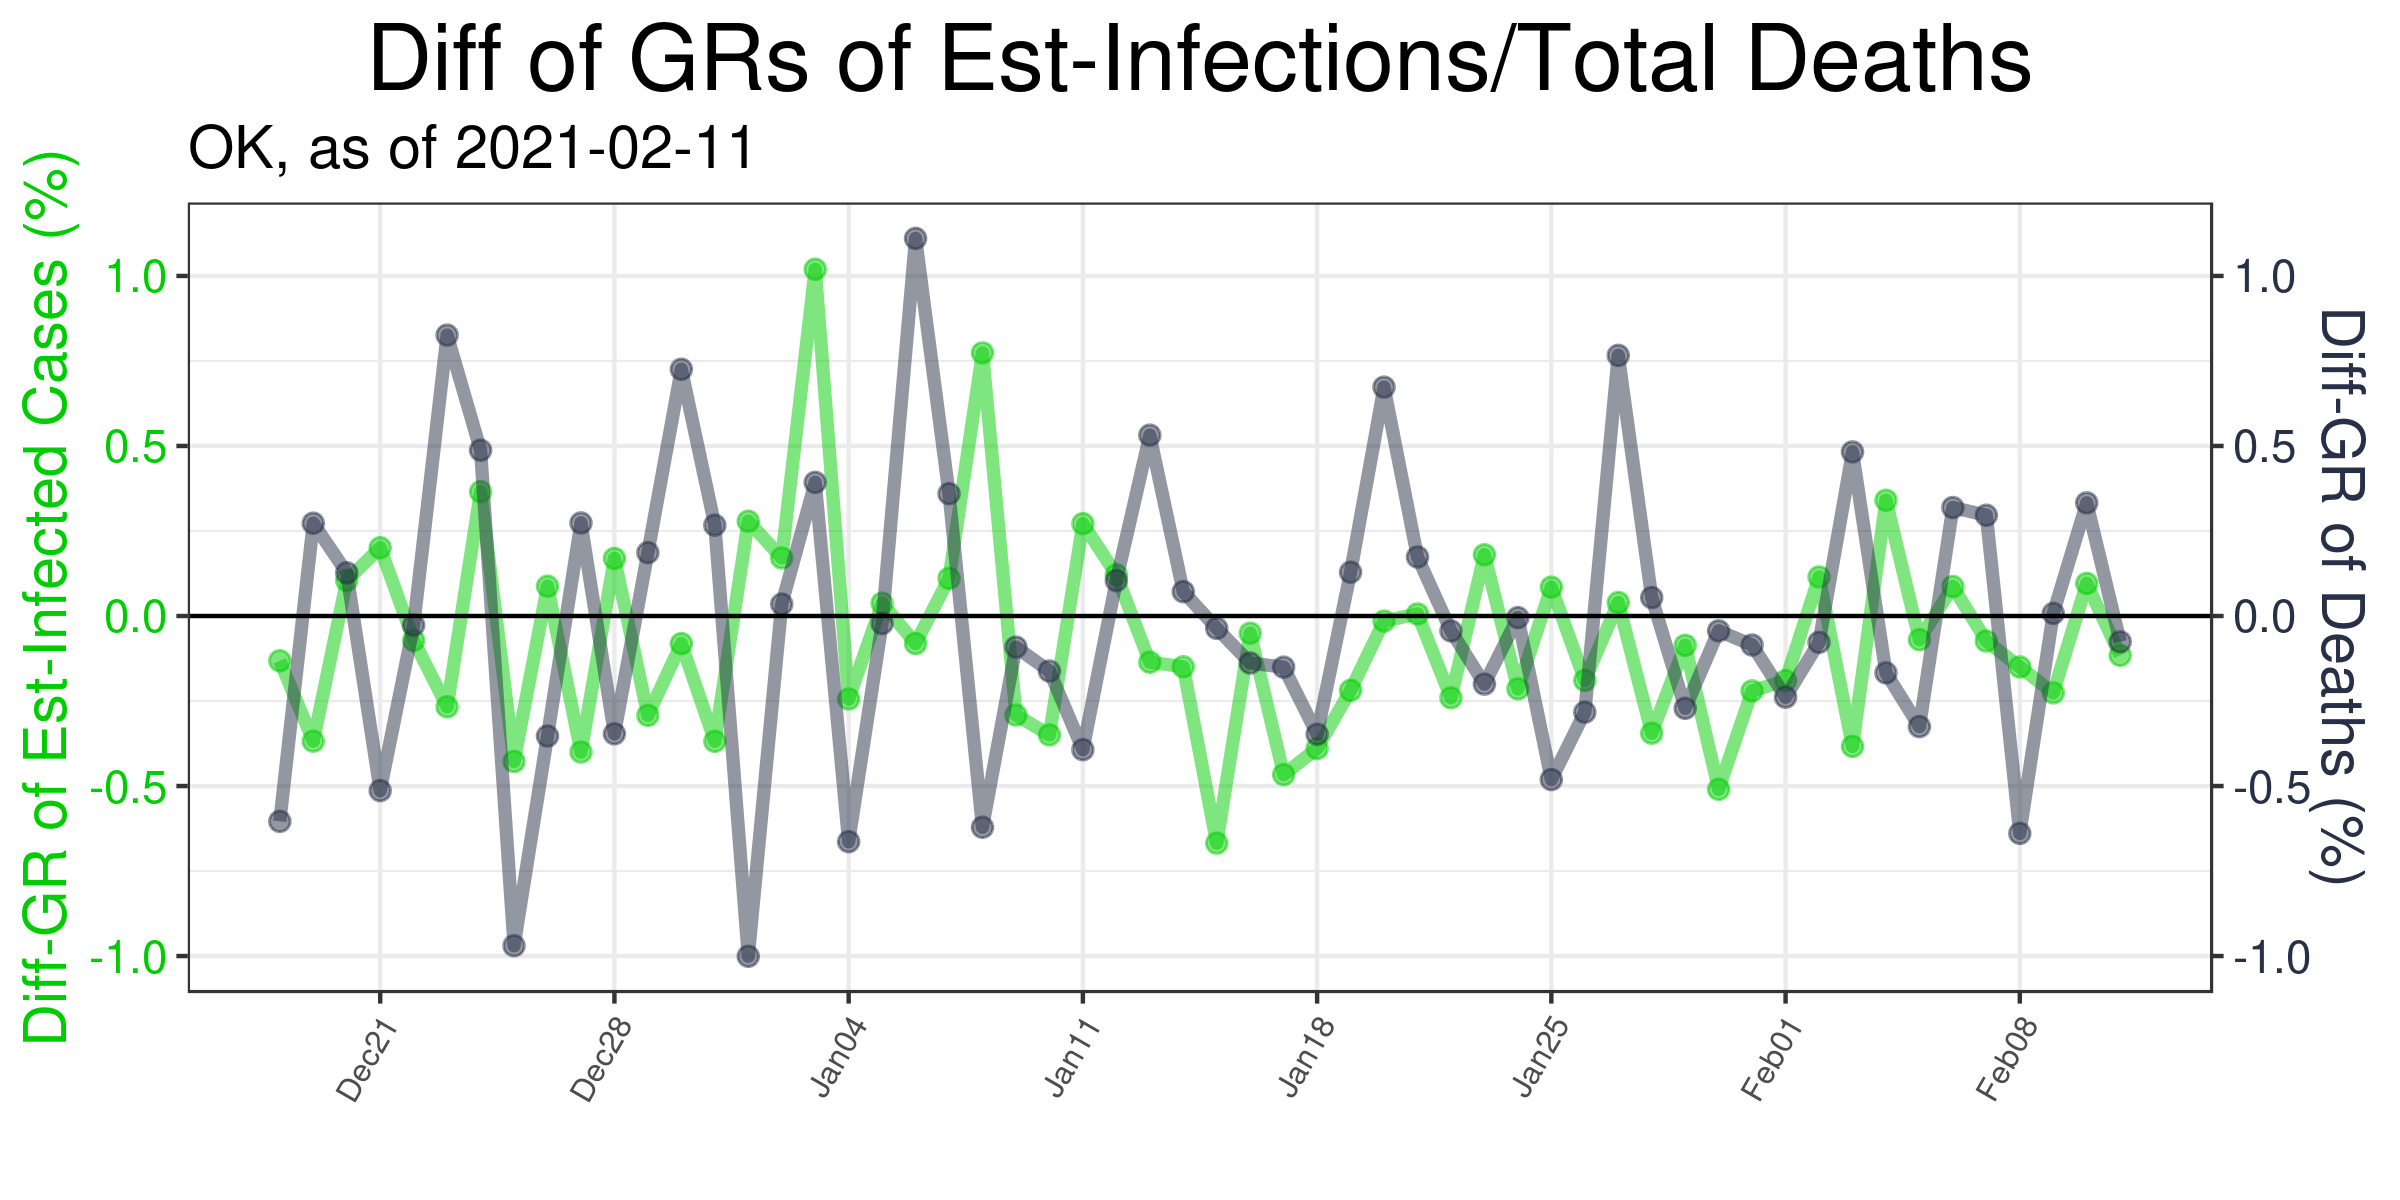 Diff of GRs of Est-Infections/Total Deaths
OK, as of 2021-02-11
Diff-GR of Est-Infected Cases (%)
1.0
0.5
0.0
-0.5
-1.0
1.0
0.5
0.0
-0.5
-1.0
Diff-GR of Deaths (%)
Dec21
Dec28
Jan04
Jan11
Jan18
Jan25
Feb01
Feb08